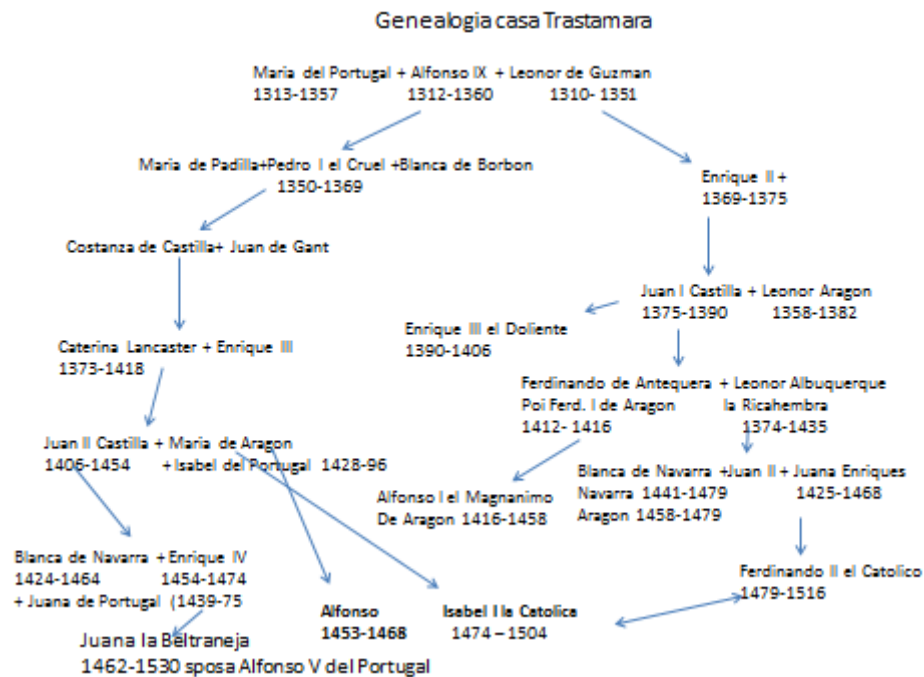 Genealogia casa Trastamara
Maria del Portugal + Alfonso IX + Leonor de Guzman
1313-1357 1312-1360 1310- 1351
Maria de Padilla+Pedro I el Cruel +Blanca de Borbon
1350-1369
Enrique II +
1369-1375
Costanza de Castilla+ Juan de Gant
Juan I Castilla + Leonor Aragon
1375-1390 1358-1382
Enrique III el Doliente
1390-1406
Caterina Lancaster + Enrique III
1373-1418
Ferdinando de Antequera + Leonor Albuquerque
Poi Ferd. I de Aragon la Ricahembra
1412- 1416 1374-1435
Juan II Castilla + Maria de Aragon
1406-1454 + Isabel del Portugal 1428-96
Blanca de Navarra +Juan II + Juana Enriques
Navarra 1441-1479 1425-1468
Aragon 1458-1479
Alfonso I el Magnanimo
De Aragon 1416-1458
Blanca de Navarra + Enrique IV
1424-1464 1454-1474
+ Juana de Portugal (1439-75
Ferdinando II el Catolico
1479-1516
Alfonso
1453-1468
Isabel I la Catolica
1474 – 1504
Juana la Beltraneja
1462-1530 sposa Alfonso V del Portugal